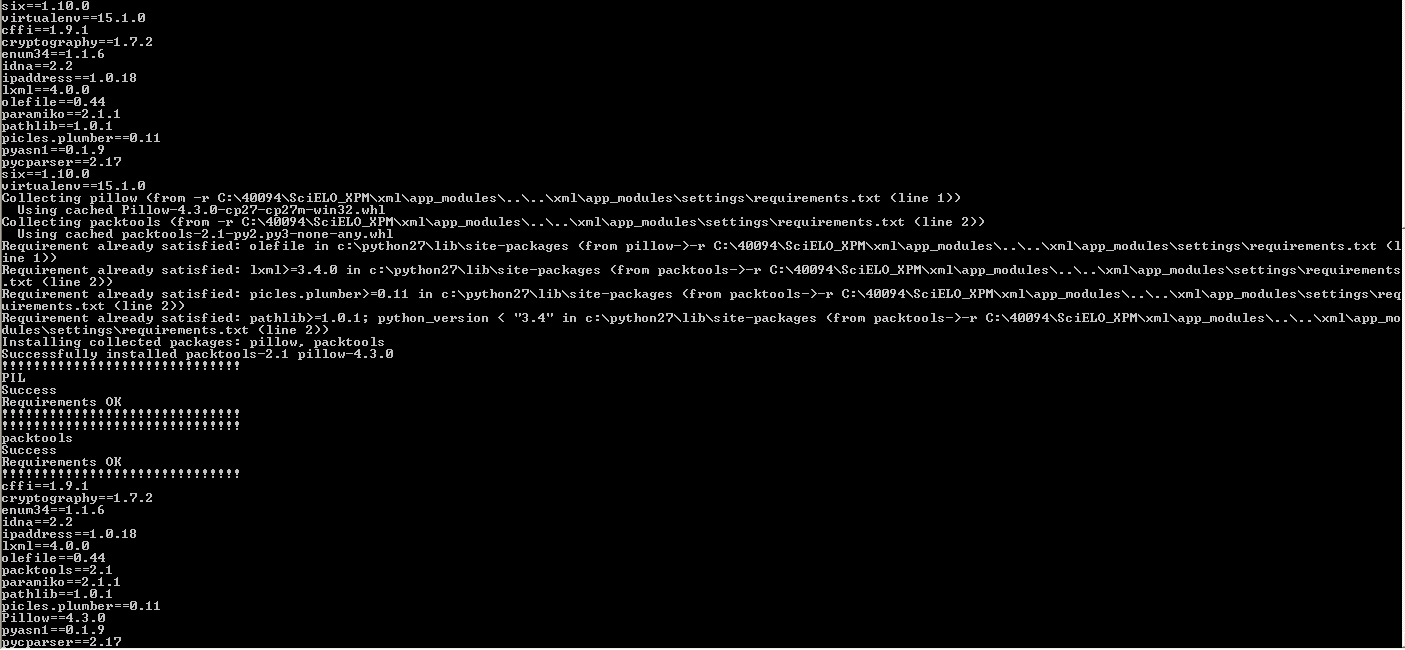 six==1.10.0
virtualenv==15.1.0
cffi==1.9.1
cryptography==1.7.2
enum34==1.1.6
idna==2.2
ipaddress==1.0.18
lxml==4.0.0
olefile==0.44
paramiko==2.1.1
pathlib==1.0.1
picles.plumber==0.11
pyasn1==0.1.9
pycparser==2.17
six==1.10.0
virtualenv==15.1.0
Collecting pillow (from -r C:\40094\SciELO_XPM\xml\app_modules\..\..\xml\app_modules\settings\requirements.txt (line 1))
  Using cached Pillow-4.3.0-cp27-cp27m-win32.whl
Collecting packtools (from -r C:\40094\SciELO_XPM\xml\app_modules\..\..\xml\app_modules\settings\requirements.txt (line 2))
  Using cached packtools-2.1-py2.py3-none-any.whl
Requirement already satisfied: olefile in c:\python27\lib\site-packages (from pillow->-r C:\40094\SciELO_XPM\xml\app_modules\..\..\xml\app_modules\settings\requirements.txt (l
ine 1))
Requirement already satisfied: lxml>=3.4.0 in c:\python27\lib\site-packages (from packtools->-r C:\40094\SciELO_XPM\xml\app_modules\..\..\xml\app_modules\settings\requirements
.txt (line 2))
Requirement already satisfied: picles.plumber>=0.11 in c:\python27\lib\site-packages (from packtools->-r C:\40094\SciELO_XPM\xml\app_modules\..\..\xml\app_modules\settings\req
uirements.txt (line 2))
Requirement already satisfied: pathlib>=1.0.1; python_version < "3.4" in c:\python27\lib\site-packages (from packtools->-r C:\40094\SciELO_XPM\xml\app_modules\..\..\xml\app_mo
dules\settings\requirements.txt (line 2))
Installing collected packages: pillow, packtools
Successfully installed packtools-2.1 pillow-4.3.0
!!!!!!!!!!!!!!!!!!!!!!!!!!!!!!
PIL
Success
Requirements OK
!!!!!!!!!!!!!!!!!!!!!!!!!!!!!!
!!!!!!!!!!!!!!!!!!!!!!!!!!!!!!
packtools
Success
Requirements OK
!!!!!!!!!!!!!!!!!!!!!!!!!!!!!!
cffi==1.9.1
cryptography==1.7.2
enum34==1.1.6
idna==2.2
ipaddress==1.0.18
lxml==4.0.0
olefile==0.44
packtools==2.1
paramiko==2.1.1
pathlib==1.0.1
picles.plumber==0.11
Pillow==4.3.0
pyasn1==0.1.9
pycparser==2.17